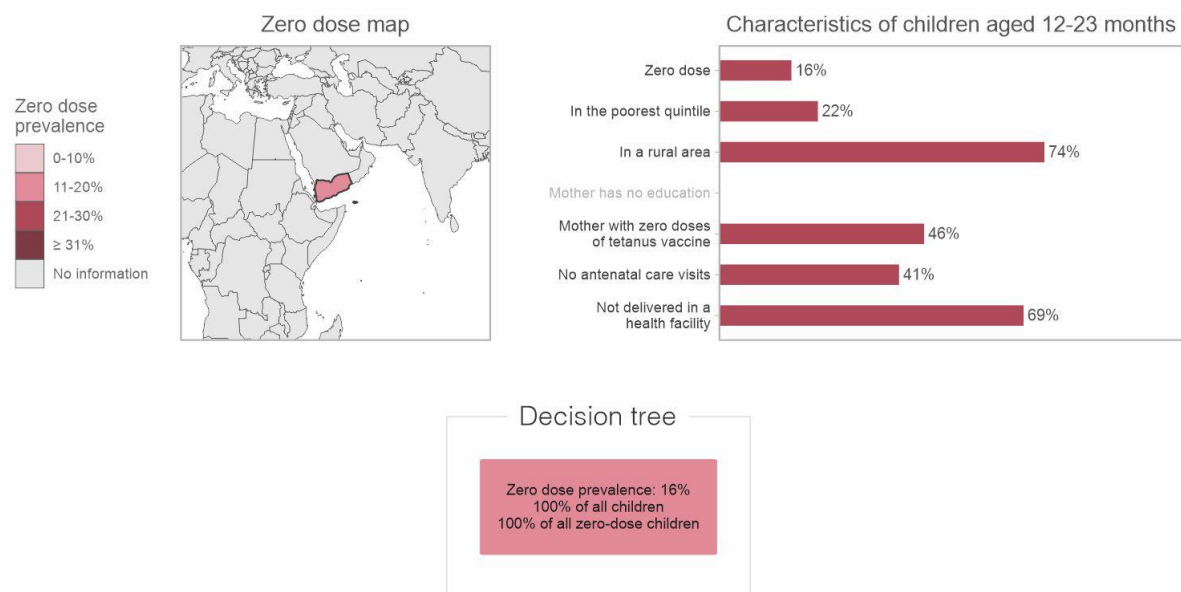 Zero dose map
Zero dose
prevalence
0-10%
11-20%
21-30%
≥ 31%
No information
Characteristics of children aged 12-23 months
Zero dose
16%
In the poorest quintile
22%
In a rural area
74%
Mother has no education
Mother with zero doses
of tetanus vaccine
46%
No antenatal care visits
41%
Not delivered in a
health facility
69%
Decision tree
Zero dose prevalence: 16%
100% of all children
100% of all zero-dose children